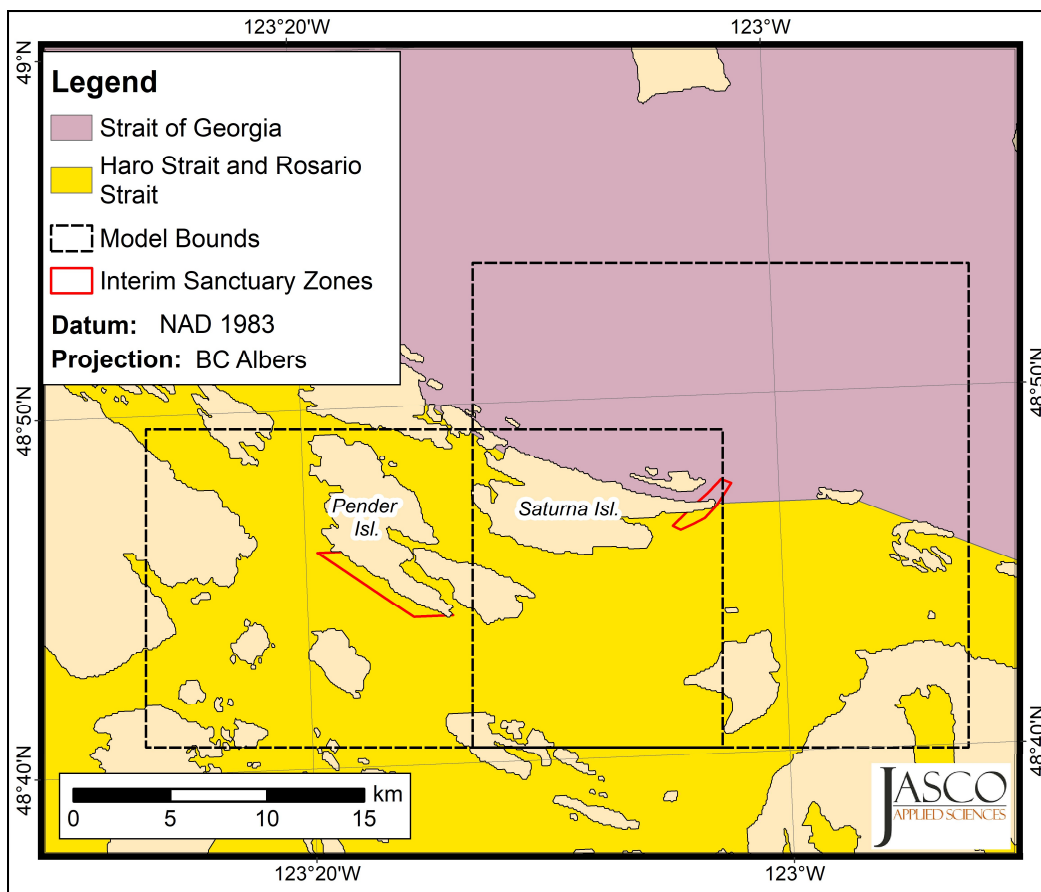 123°20'W 123°0'W
49°N
Legend
Strait of Georgia
Haro Strait and Rosario
Strait
Model Bounds
Interim Sanctuary Zones
Datum: NAD 1983
Projection: BC Albers
48°50'N
48°50'N
Pender
Isl.
Saturna Isl.
48°40'N
48°40'N
km
0 5 10 15
JASCO
APPLIED SCIENCES
123°20'W 123°0'W